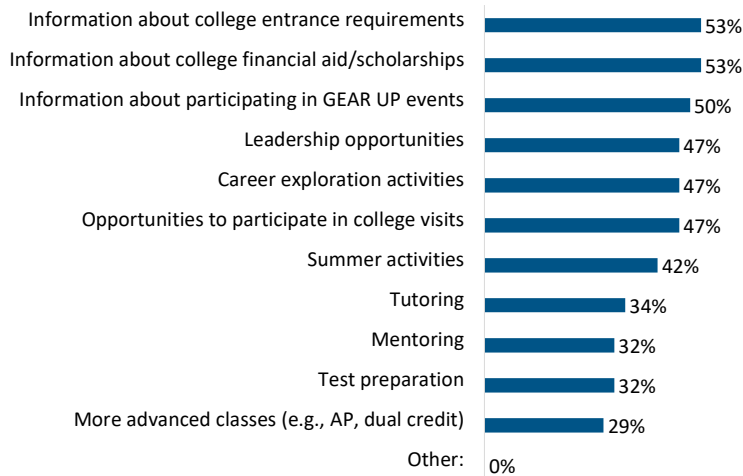 Information about college entrance requirements 53%
Information about college financial aid/scholarships 53%
Information about participating in GEAR UP events 50%
Leadership opportunities 47%
Career exploration activities 47%
Opportunities to participate in college visits 47%
Summer activities 42%
Tutoring 34%
Mentoring 32%
Test preparation 32%
More advanced classes (e.g., AP, dual credit) 29%
Other: 0%